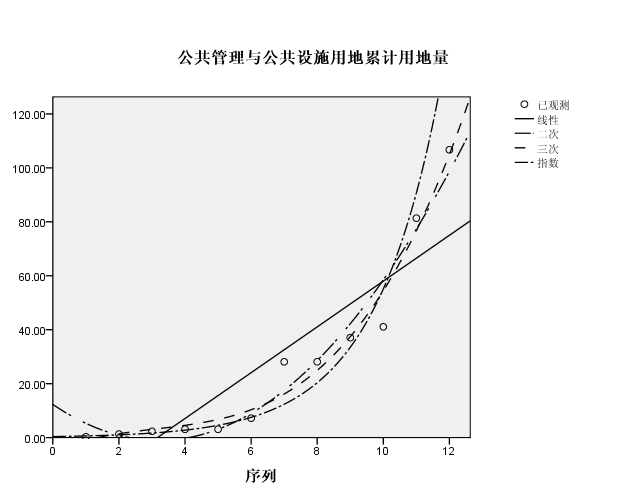 公共管理与公共设施用地累计用地量
120.00
100.00
80.00
60.00
40.00
20.00
0.00
0 2 4 6 8 10 12
序列
已观测
线性
二次
三次
指数